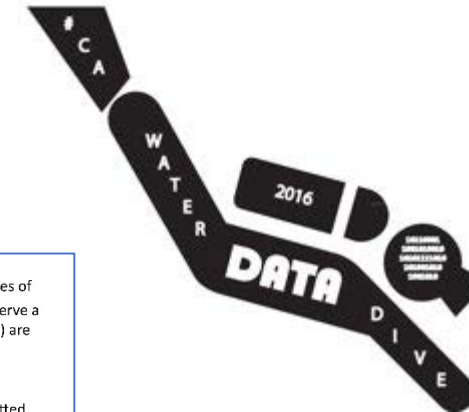 #CA
WATER
2016
DATA
DIVE
es of
erve a
) are
tted